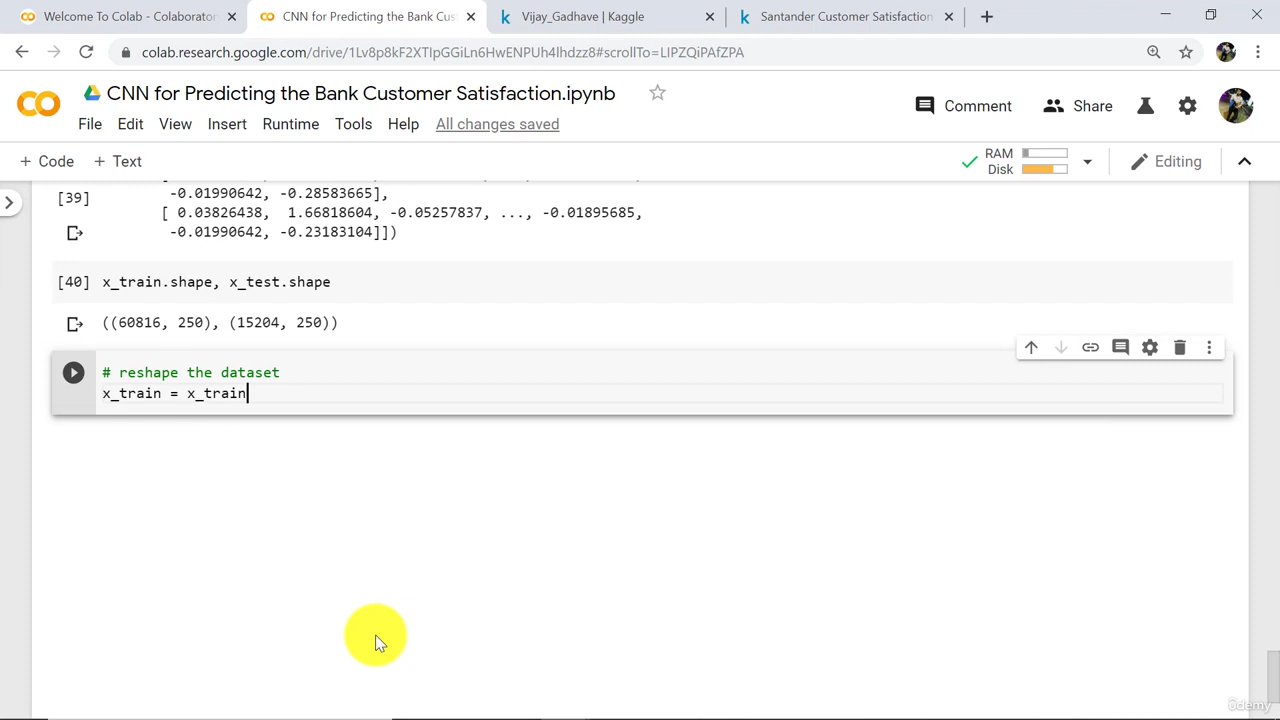 Welcome To Colab - Colaborator
CNN for Predicting the Bank Cust
Vijay_Gadhave | Kaggle
Santander Customer Satisfaction
colab.research.google.com/drive/1Lv8p8kF2XTIpGGiLn6HwENPUh4lhdzz8#scrollTo=LIPZQiPAfZPA
CNN for Predicting the Bank Customer Satisfaction.ipynb
Comment
Share
File Edit View Insert Runtime Tools Help All changes saved
+ Code + Text
RAM
Disk
Editing
[39]
-0.01990642, -0.28583665],
[ 0.03826438, 1.66818604, -0.05257837, ..., -0.01895685,
-0.01990642, -0.23183104]])
[40] x_train.shape, x_test.shape
((60816, 250), (15204, 250))
# reshape the dataset
x_train = x_train
ûdemy